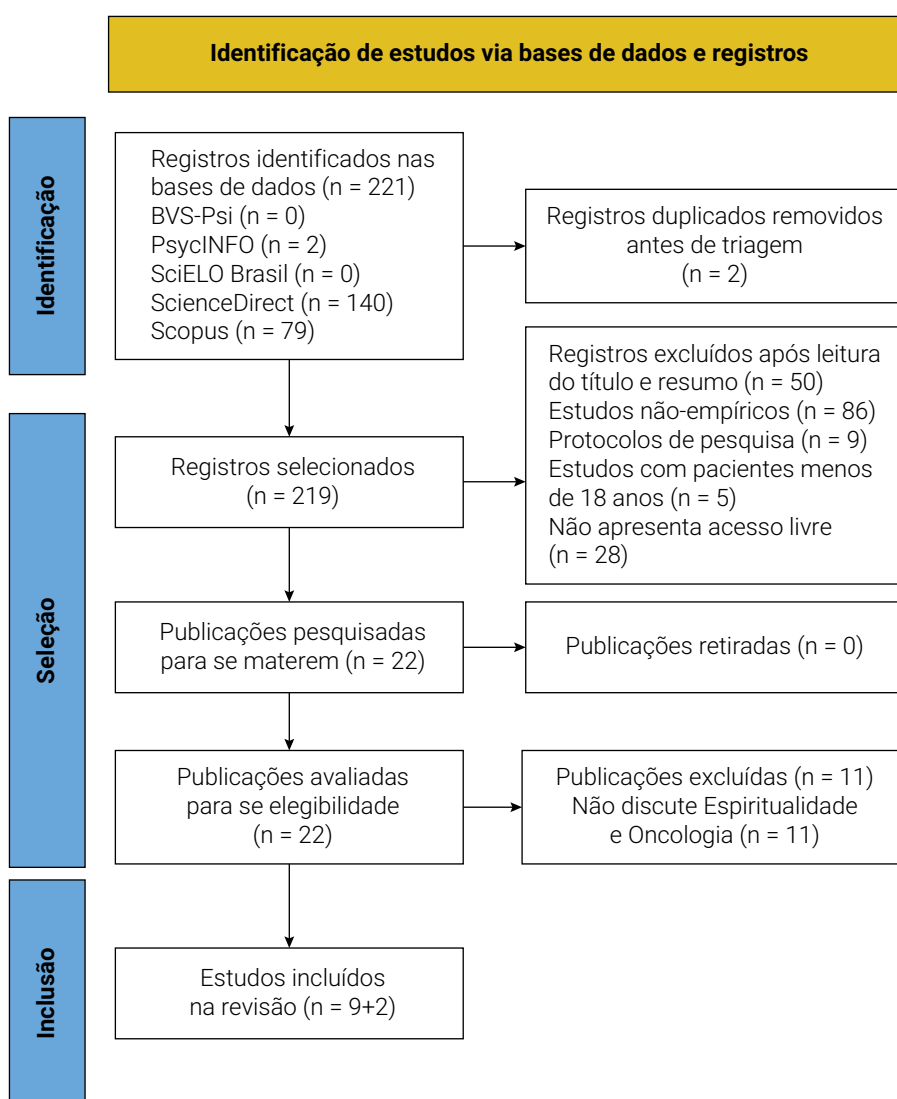 Identificação de estudos via bases de dados e registros
Identificação
Registros identificados nas
bases de dados (n = 221)
BVS-Psi (n = 0)
PsycINFO (n = 2)
SciELO Brasil (n = 0)
ScienceDirect (n = 140)
Scopus (n = 79)
Registros duplicados removidos
antes de triagem
(n = 2)
Seleção
Registros selecionados
(n = 219)
Registros excluídos após leitura
do título e resumo (n = 50)
Estudos não-empíricos (n = 86)
Protocolos de pesquisa (n = 9)
Estudos com pacientes menos
de 18 anos (n = 5)
Não apresenta acesso livre
(n = 28)
Publicações pesquisadas
para se materem (n = 22)
Publicações retiradas (n = 0)
Publicações avaliadas
para se elegibilidade
(n = 22)
Publicações excluídas (n = 11)
Não discute Espiritualidade
e Oncologia (n = 11)
Inclusão
Estudos incluídos
na revisão (n = 9+2)